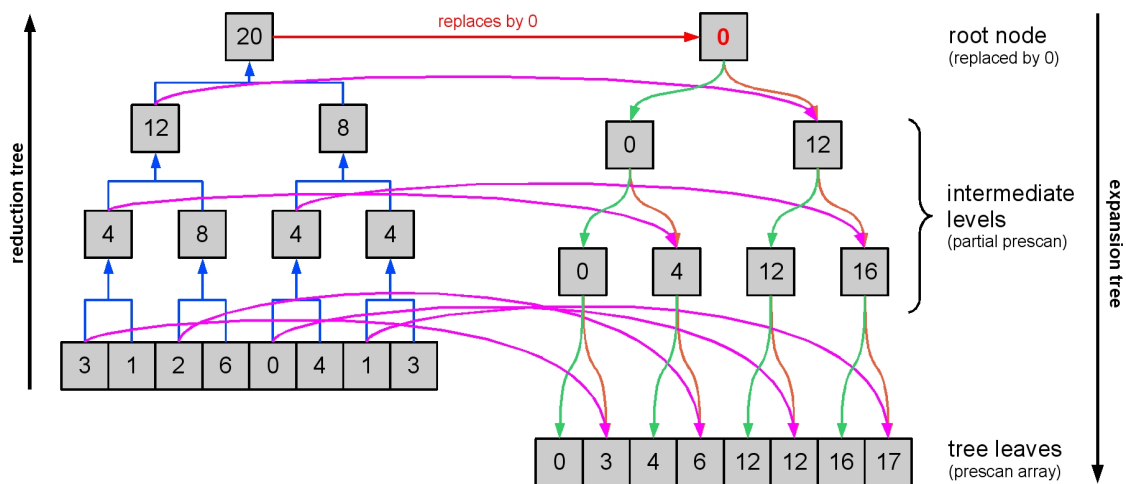 replaces by 0
20
0
root node
(replaced by 0)
12
8
0
12
reduction tree
expansion tree
intermediate
levels
(partial prescan)
4
8
4
4
0
4
12
16
3 1 2 6 0 4 1 3
0 3 4 6 12 12 16 17
tree leaves
(prescan array)